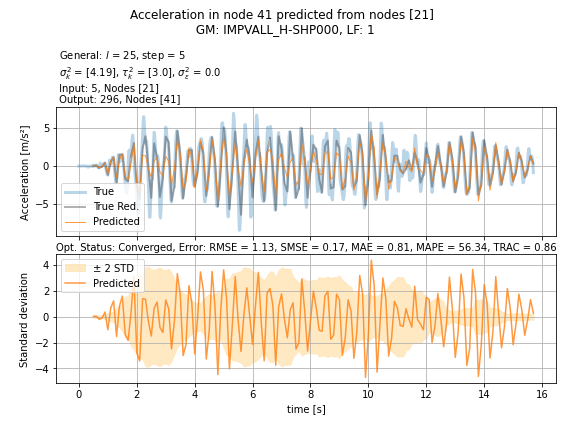 Acceleration in node 41 predicted from nodes [21]
GM: IMPVALL_H-SHP000, LF: 1
General: l = 25, step = 5
σ²ₖ = [4.19], τ²ₖ = [3.0], σ²ε = 0.0
Input: 5, Nodes [21]
Output: 296, Nodes [41]
Acceleration [m/s²]
5
0
−5
True
True Red.
Predicted
Opt. Status: Converged, Error: RMSE = 1.13, SMSE = 0.17, MAE = 0.81, MAPE = 56.34, TRAC = 0.86
Standard deviation
4
2
0
−2
−4
± 2 STD
Predicted
0 2 4 6 8 10 12 14 16
time [s]